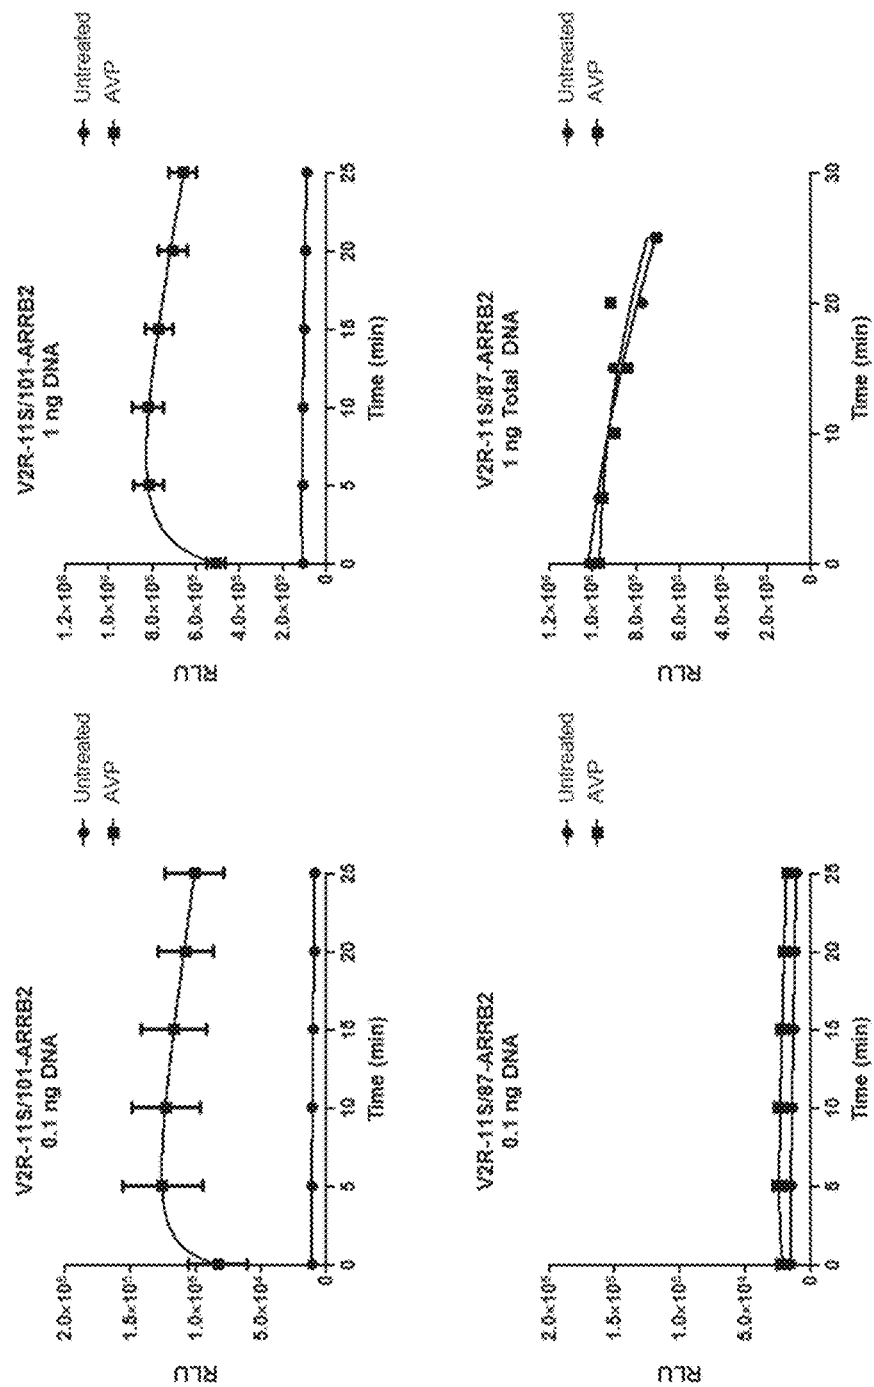 V2R-11S/101-ARRB2
0.1 ng DNA
2.0×10⁵
1.5×10⁵
1.0×10⁵
5.0×10⁴
0
RLU
0 5 10 15 20 25
Time (min)
Untreated
AVP
V2R-11S/101-ARRB2
1 ng DNA
1.2×10⁶
1.0×10⁶
8.0×10⁵
6.0×10⁵
4.0×10⁵
2.0×10⁵
0
RLU
0 5 10 15 20 25
Time (min)
Untreated
AVP
V2R-11S/87-ARRB2
0.1 ng DNA
2.0×10⁵
1.0×10⁵
0
RLU
0 5 10 15 20 25
Time (min)
Untreated
AVP
V2R-11S/87-ARRB2
1 ng Total DNA
1.2×10⁶
1.0×10⁶
8.0×10⁵
6.0×10⁵
4.0×10⁵
2.0×10⁵
0
RLU
0 10 20 30
Time (min)
Untreated
AVP